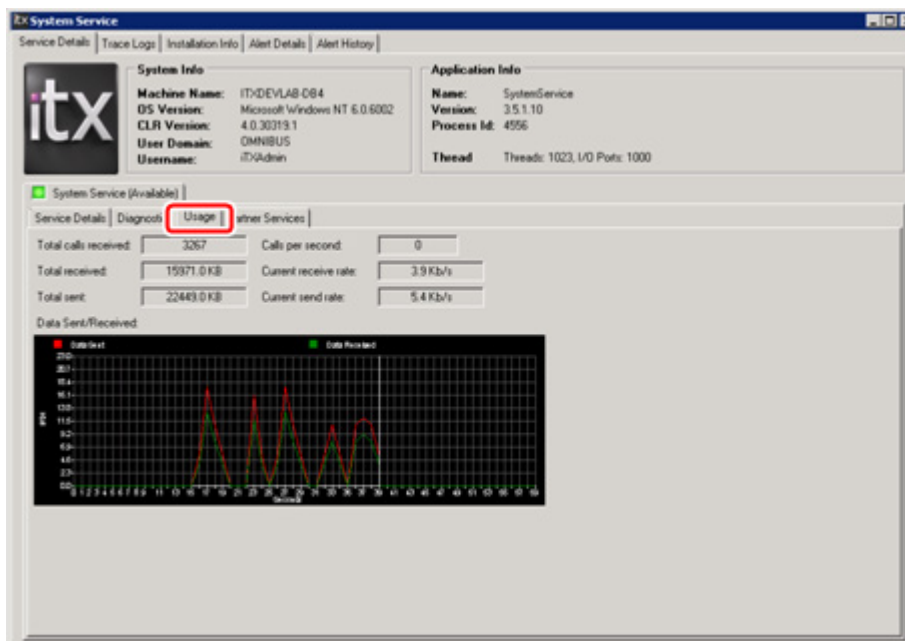 itx System Service
Service Details Trace Logs Installation Info Alert Details Alert History
itx
System Info
Machine Name: ITXDEVLAB-DB4
OS Version: Microsoft Windows NT 6.0.6002
CLR Version: 4.0.30319.1
User Domain: OMNIBUS
Username: iTXAdmin
Application Info
Name: SystemService
Version: 3.5.1.10
Process Id: 4556
Thread Threads: 1023, I/O Ports: 1000
System Service (Available)
Service Details Diagnosti Usage rtner Services
Total calls received: 3267 Calls per second: 0
Total received: 15971.0 KB Current receive rate: 3.9 Kb/s
Total sent: 22449.0 KB Current send rate: 5.4 Kb/s
Data Sent/Received:
Data Sent Data Received
Seconds